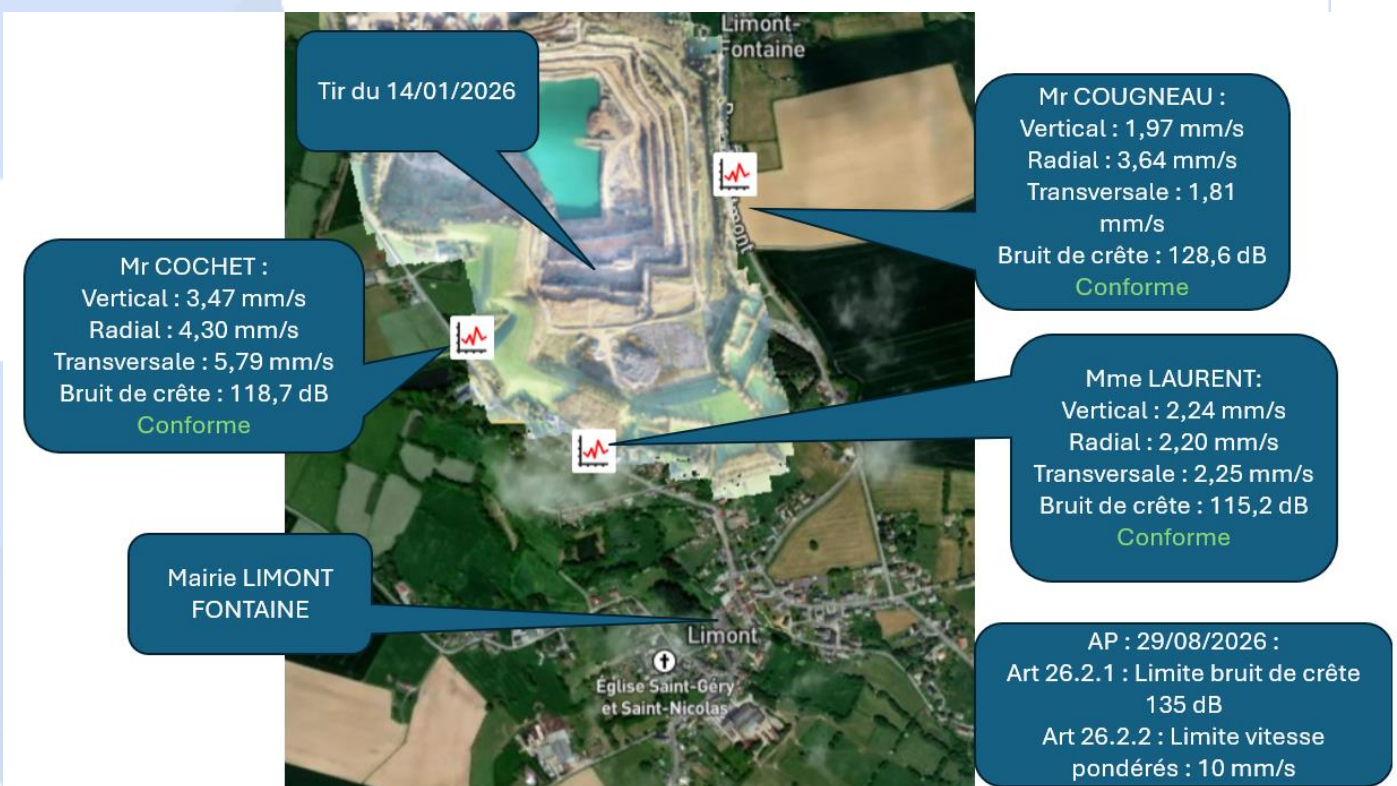 Limont-
Fontaine
Tir du 14/01/2026
Mr COUGNEAU :
Vertical : 1,97 mm/s
Radial : 3,64 mm/s
Transversale : 1,81
mm/s
Bruit de crête : 128,6 dB
Conforme
Mr COCHET :
Vertical : 3,47 mm/s
Radial : 4,30 mm/s
Transversale : 5,79 mm/s
Bruit de crête : 118,7 dB
Conforme
Mme LAURENT:
Vertical : 2,24 mm/s
Radial : 2,20 mm/s
Transversale : 2,25 mm/s
Bruit de crête : 115,2 dB
Conforme
Mairie LIMONT
FONTAINE
Limont
Église Saint-Géry
et Saint-Nicolas
AP : 29/08/2026 :
Art 26.2.1 : Limite bruit de crête
135 dB
Art 26.2.2 : Limite vitesse
pondérés : 10 mm/s